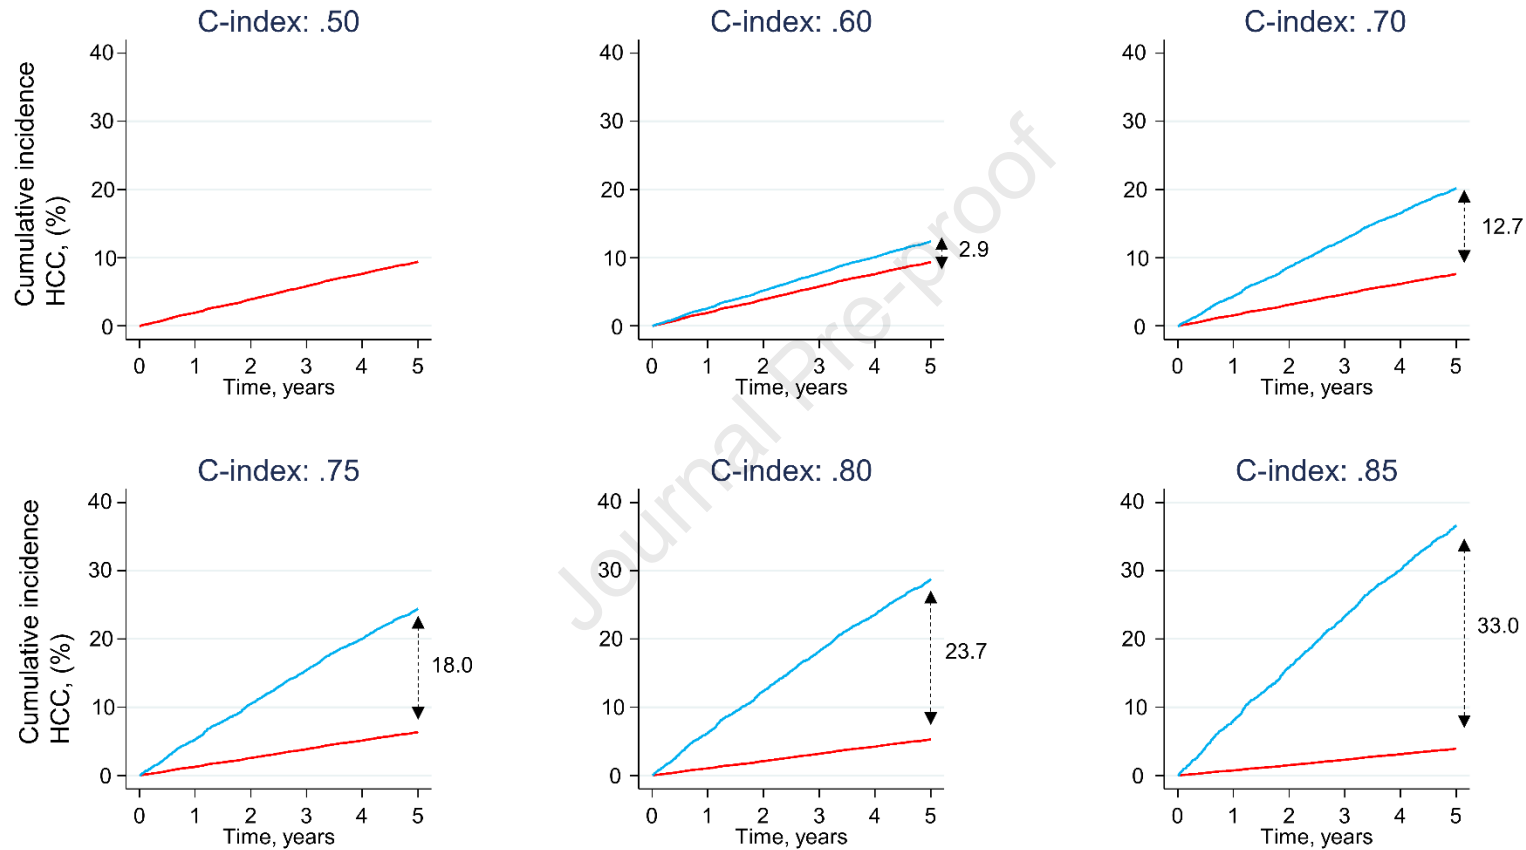 C-index: .50
Cumulative incidence
HCC, (%)
40
30
20
10
0
0 1 2 3 4 5
Time, years
C-index: .60
40
30
20
10
0
2.9
0 1 2 3 4 5
Time, years
C-index: .70
40
30
20
10
0
12.7
0 1 2 3 4 5
Time, years
Journal Pre-proof
C-index: .75
Cumulative incidence
HCC, (%)
40
30
20
10
0
18.0
0 1 2 3 4 5
Time, years
C-index: .80
40
30
20
10
0
23.7
0 1 2 3 4 5
Time, years
C-index: .85
40
30
20
10
0
33.0
0 1 2 3 4 5
Time, years